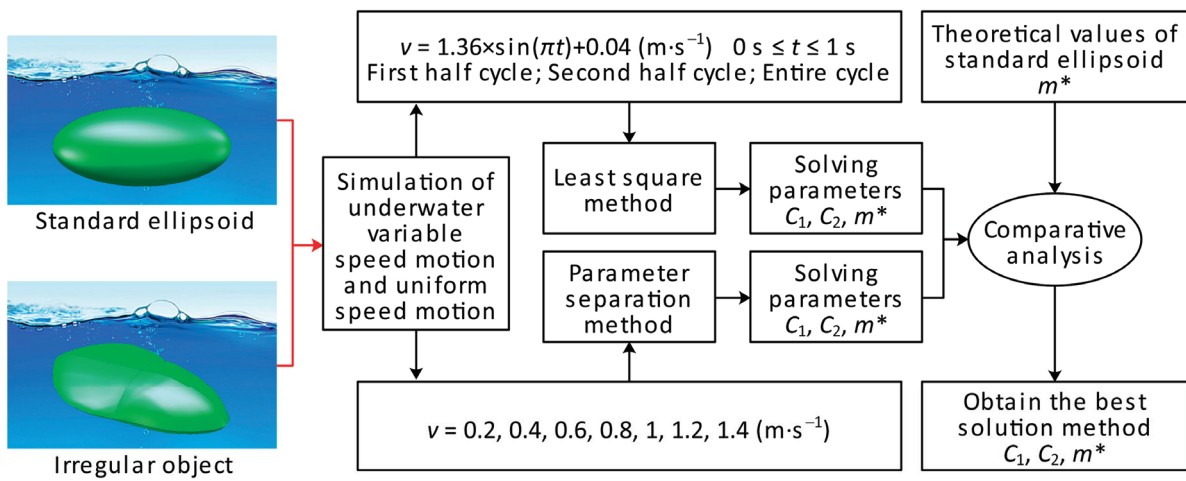 Standard ellipsoid
Irregular object
Simulation of
underwater
variable
speed motion
and uniform
speed motion
v = 1.36×sin(πt)+0.04 (m·s⁻¹)   0 s ≤ t ≤ 1 s
First half cycle; Second half cycle; Entire cycle
Least square
method
Solving
parameters
C₁, C₂, m*
Parameter
separation
method
Solving
parameters
C₁, C₂, m*
v = 0.2, 0.4, 0.6, 0.8, 1, 1.2, 1.4 (m·s⁻¹)
Theoretical values of
standard ellipsoid
m*
Comparative
analysis
Obtain the best
solution method
C₁, C₂, m*